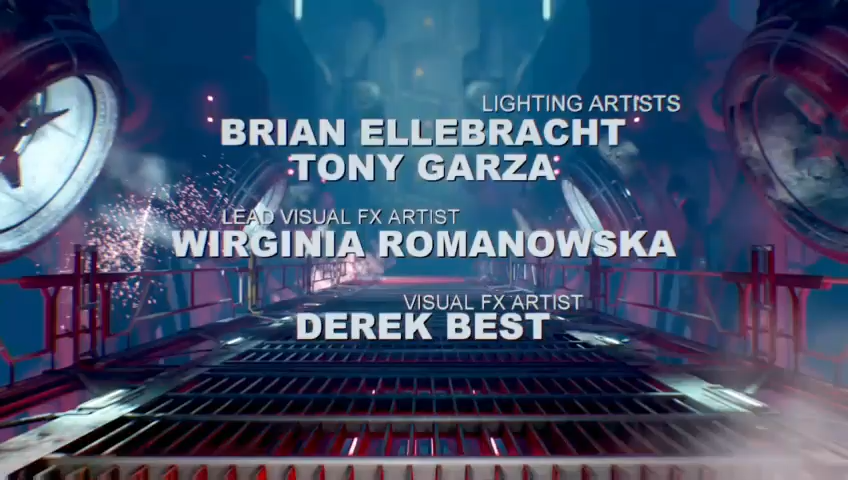 LIGHTING ARTISTS
BRIAN ELLEBRACHT
TONY GARZA
LEAD VISUAL FX ARTIST
WIRGINIA ROMANOWSKA
VISUAL FX ARTIST
DEREK BEST